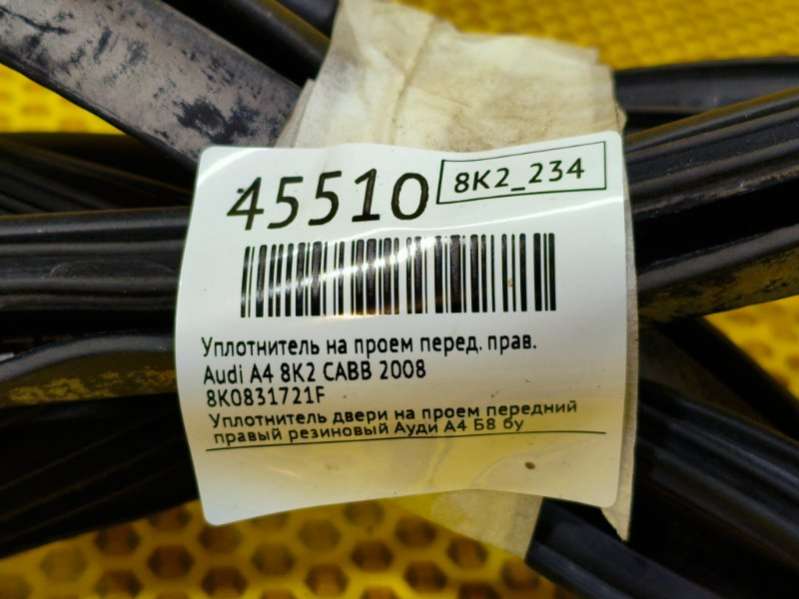 45510
8K2_234
Уплотнитель на проем перед. прав.
Audi A4 8K2 CABB 2008
8K0831721F
Уплотнитель двери на проем передний
правый резиновый Ауди А4 Б8 бу